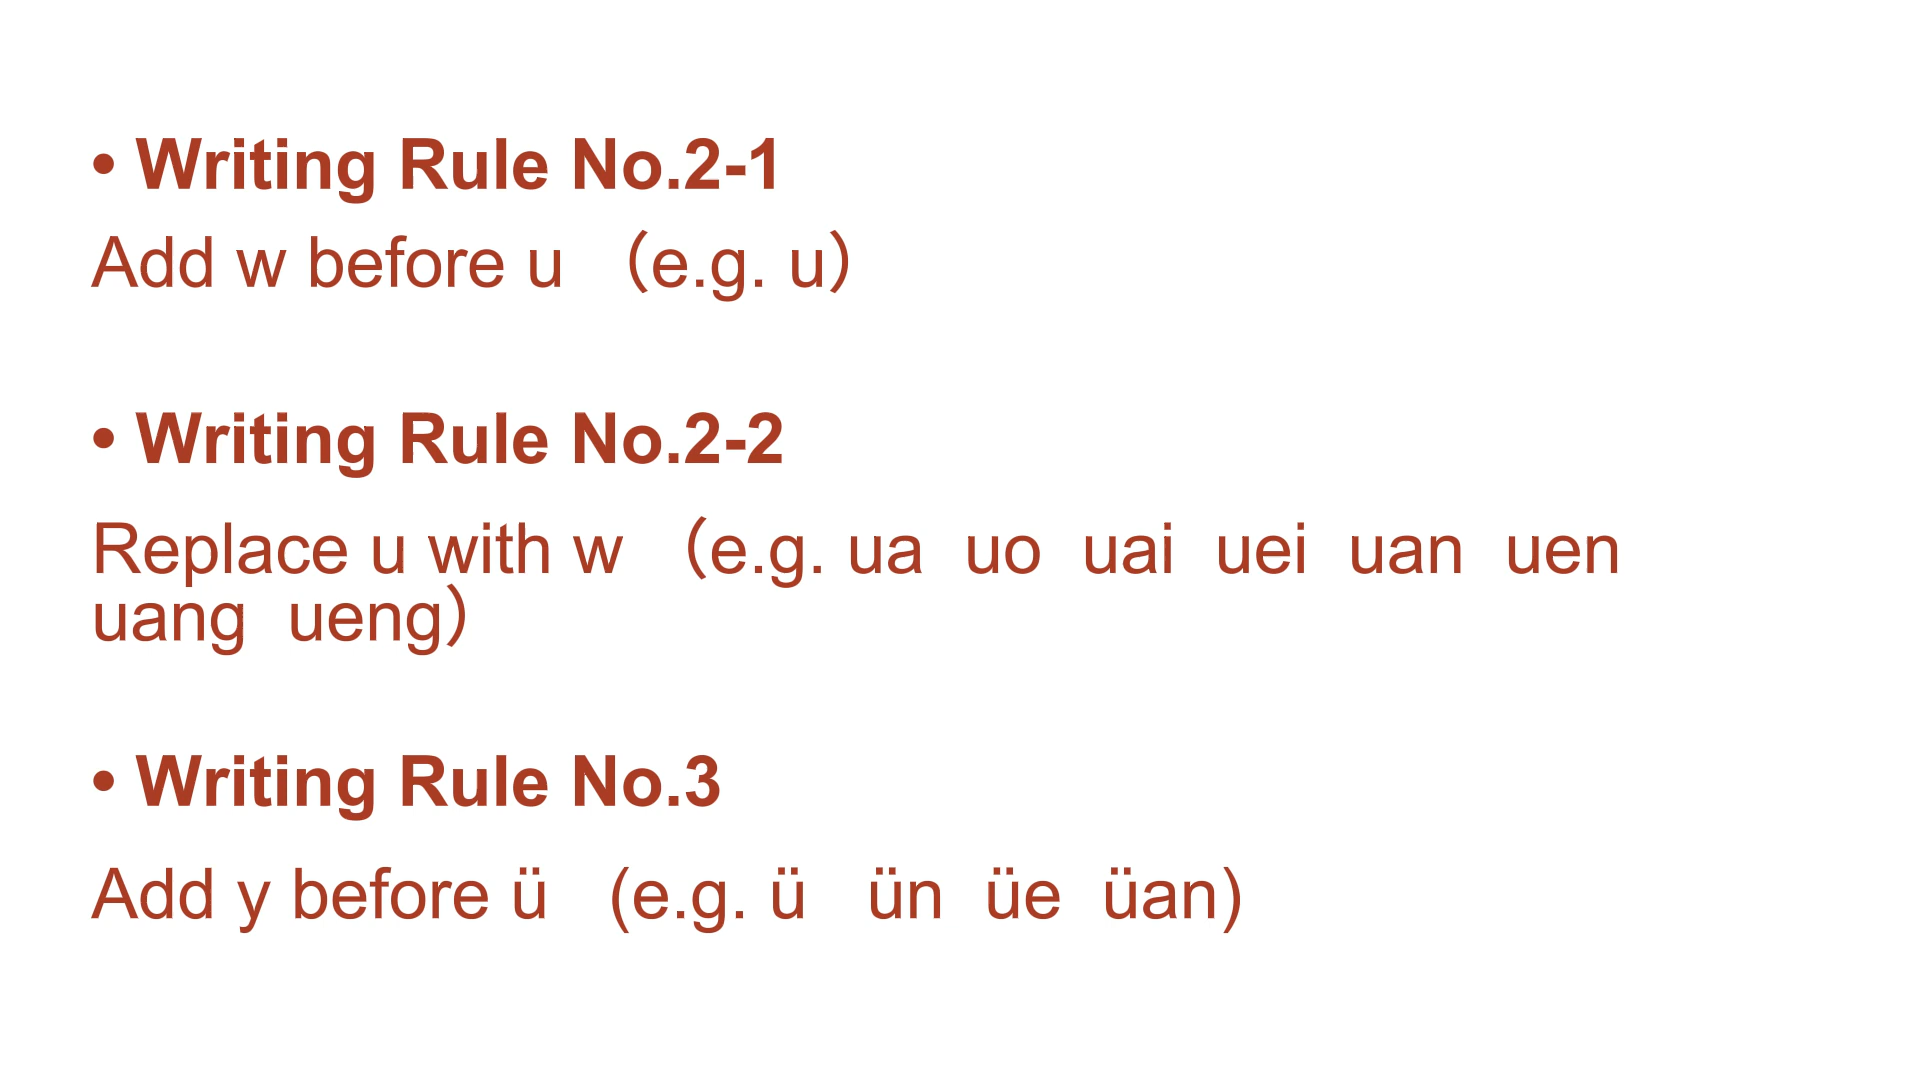 • Writing Rule No.2-1
Add w before u （e.g. u）
• Writing Rule No.2-2
Replace u with w （e.g. ua uo uai uei uan uen
uang ueng）
• Writing Rule No.3
Add y before ü (e.g. ü ün üe üan)